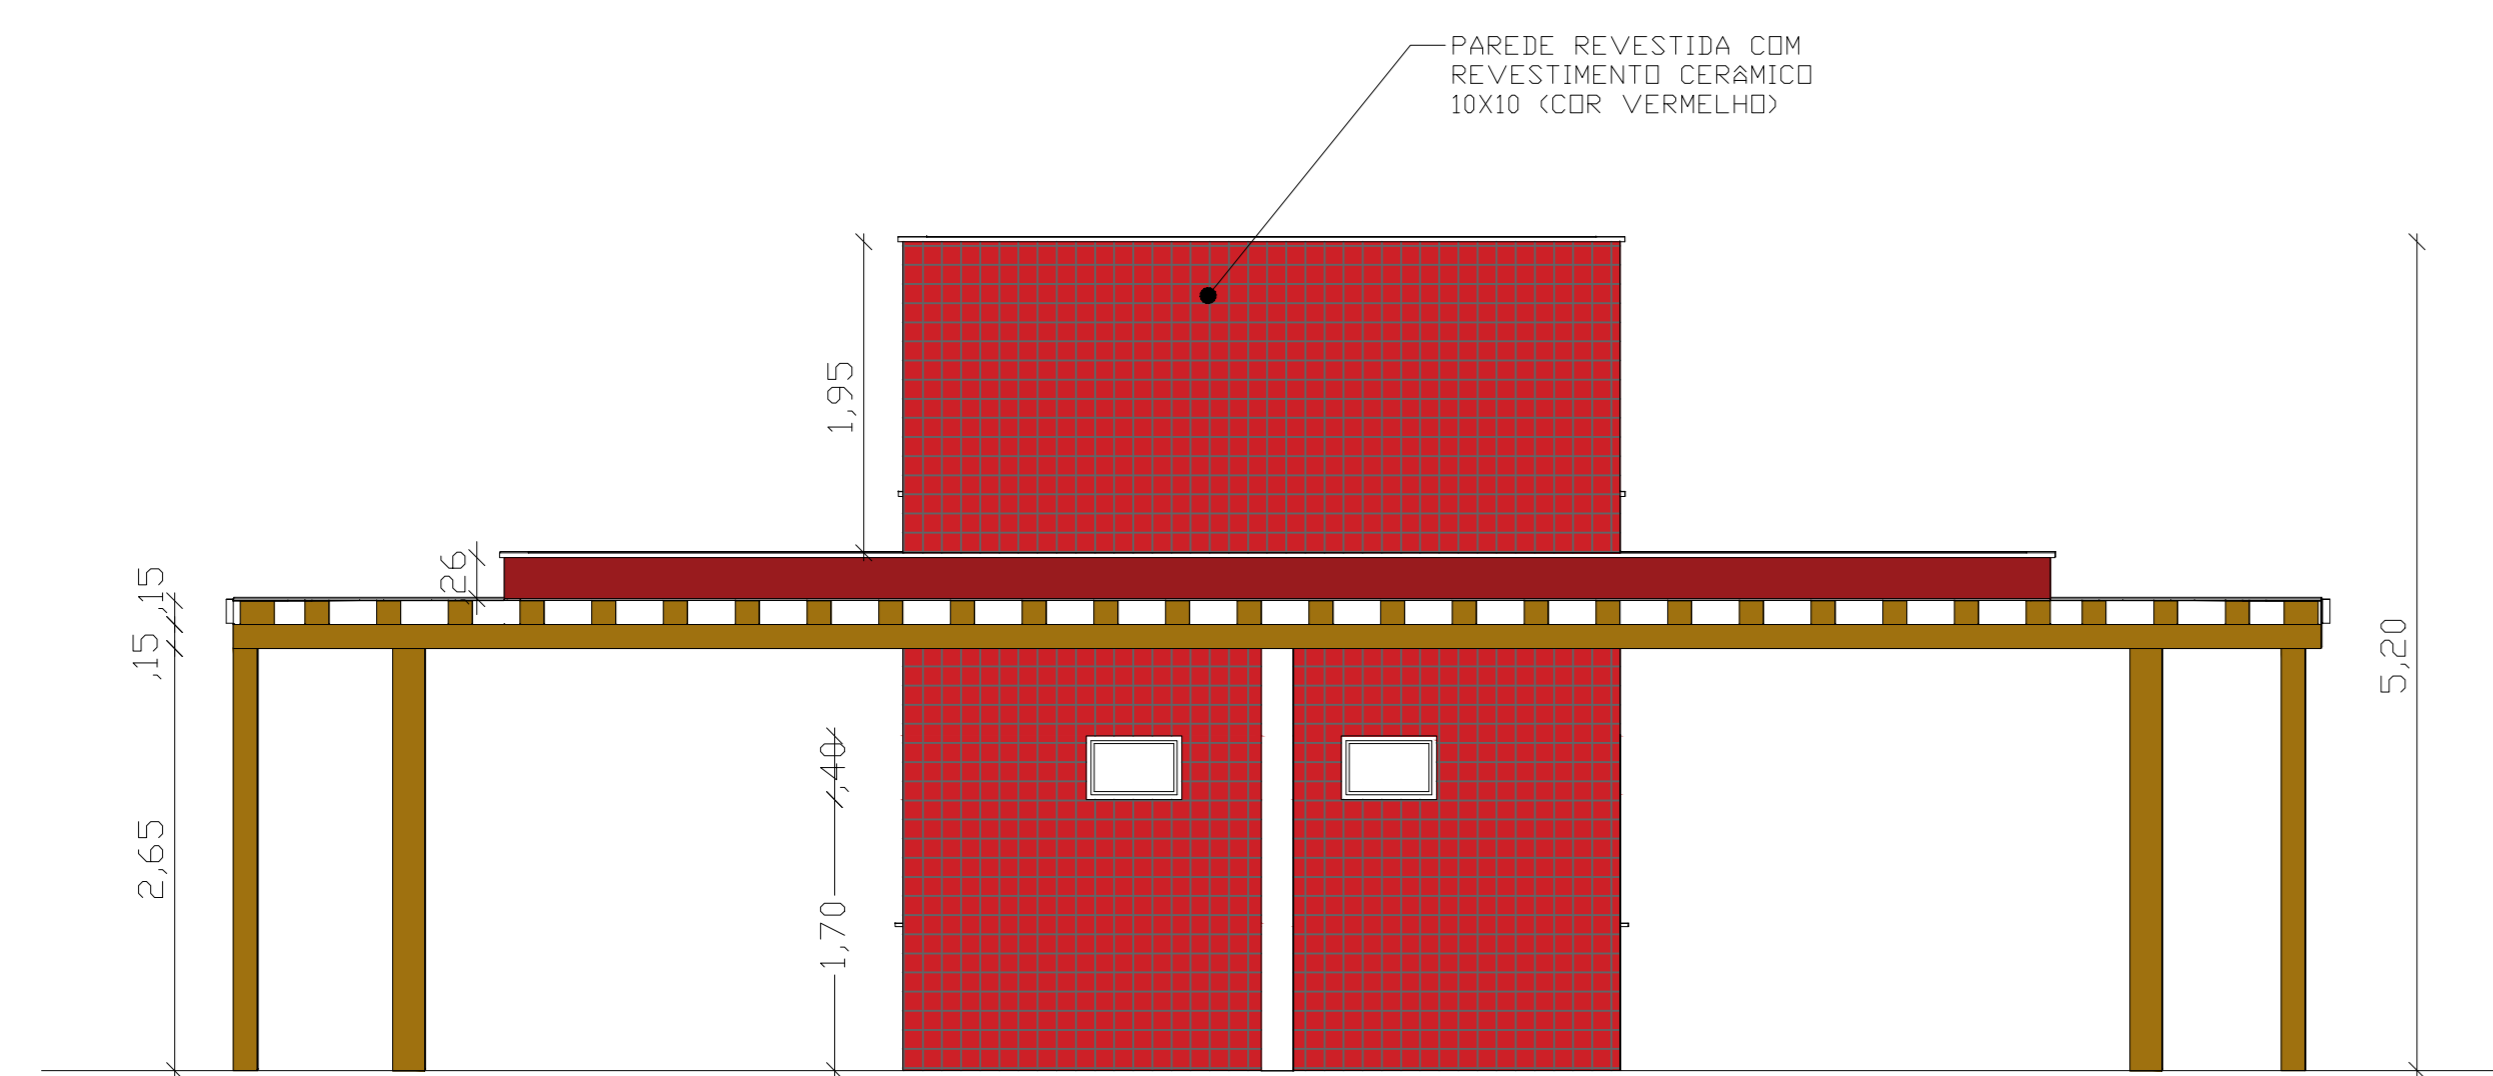 PAREDE REVESTIDA COM
REVESTIMENTO CERÂMICO
10X10 (COR VERMELHO)
1,95
,26
,15
,15
2,65
,40
1,70
5,20